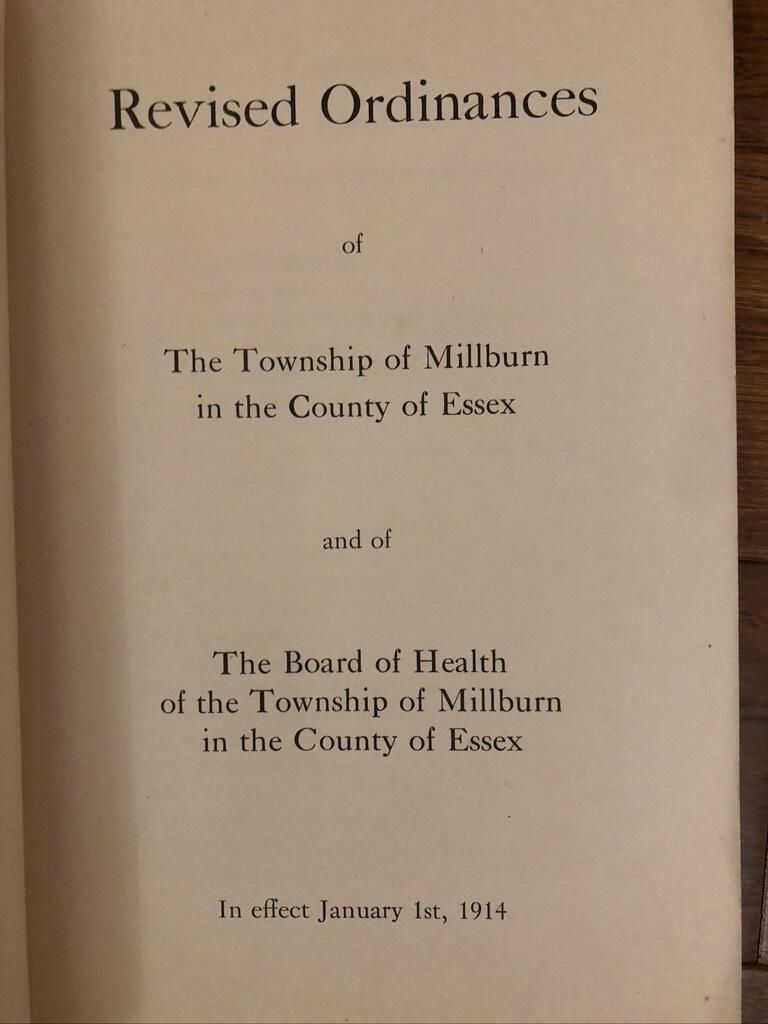 Revised Ordinances
of
The Township of Millburn
in the County of Essex
and of
The Board of Health
of the Township of Millburn
in the County of Essex
In effect January 1st, 1914